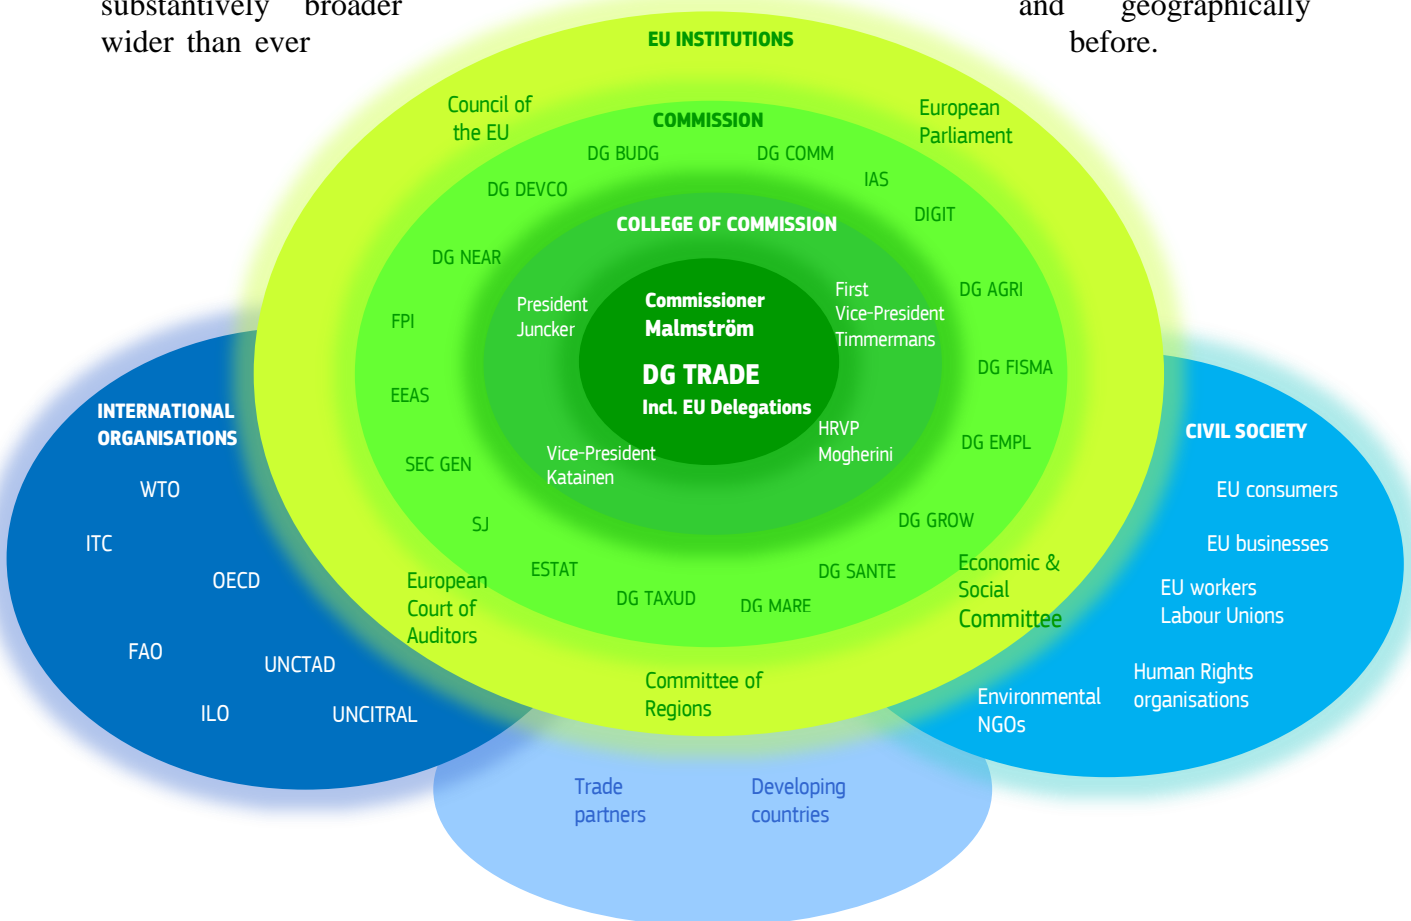 substantively broader and geographically
wider than ever before.
EU INSTITUTIONS
Council of
the EU
European
Parliament
COMMISSION
DG BUDG
DG COMM
IAS
DG DEVCO
DIGIT
COLLEGE OF COMMISSION
DG NEAR
DG AGRI
President
Juncker
Commissioner
Malmström
First
Vice-President
Timmermans
FPI
DG TRADE
Incl. EU Delegations
DG FISMA
EEAS
HRVP
Mogherini
DG EMPL
Vice-President
Katainen
SEC GEN
SJ
DG GROW
ESTAT
DG SANTE
DG TAXUD
DG MARE
European
Court of
Auditors
Economic &
Social
Committee
Committee of
Regions
INTERNATIONAL
ORGANISATIONS
WTO
ITC
OECD
FAO
UNCTAD
ILO
UNCITRAL
CIVIL SOCIETY
EU consumers
EU businesses
EU workers
Labour Unions
Human Rights
organisations
Environmental
NGOs
Trade
partners
Developing
countries